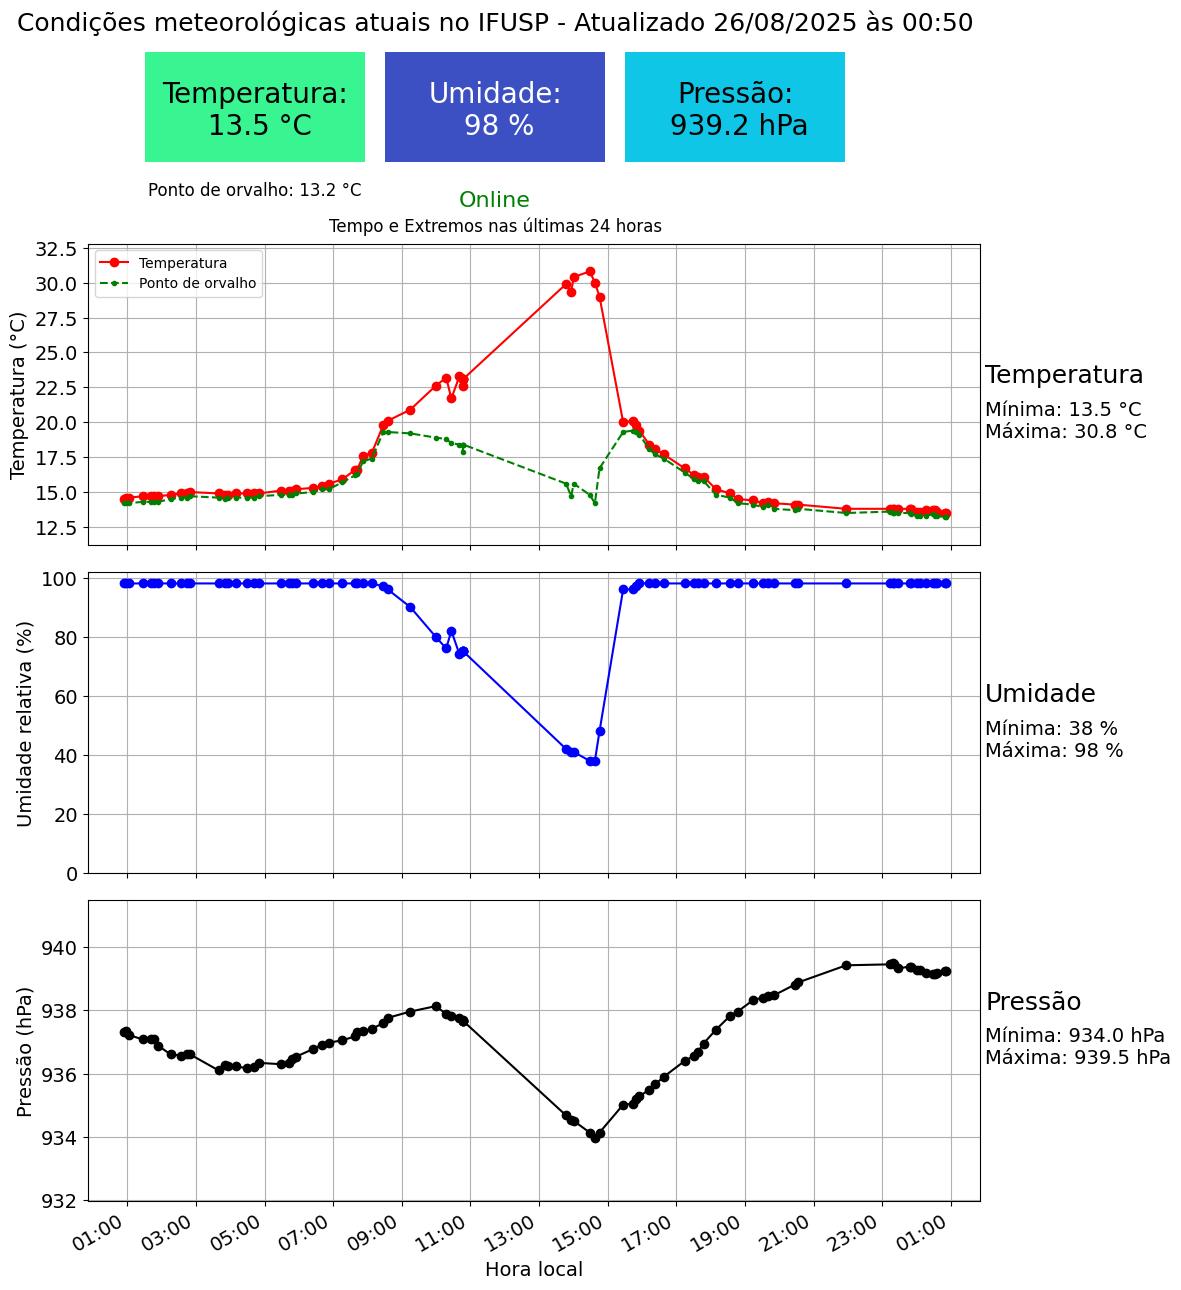 Condições meteorológicas atuais no IFUSP - Atualizado 26/08/2025 às 00:50
Temperatura:
13.5 °C
Umidade:
98 %
Pressão:
939.2 hPa
Ponto de orvalho: 13.2 °C
Online
Tempo e Extremos nas últimas 24 horas
Temperatura (°C)
32.5
30.0
27.5
25.0
22.5
20.0
17.5
15.0
12.5
Temperatura
Ponto de orvalho
Temperatura
Mínima: 13.5 °C
Máxima: 30.8 °C
Umidade relativa (%)
100
80
60
40
20
0
Umidade
Mínima: 38 %
Máxima: 98 %
Pressão (hPa)
940
938
936
934
932
Pressão
Mínima: 934.0 hPa
Máxima: 939.5 hPa
01:00 03:00 05:00 07:00 09:00 11:00 13:00 15:00 17:00 19:00 21:00 23:00 01:00
Hora local